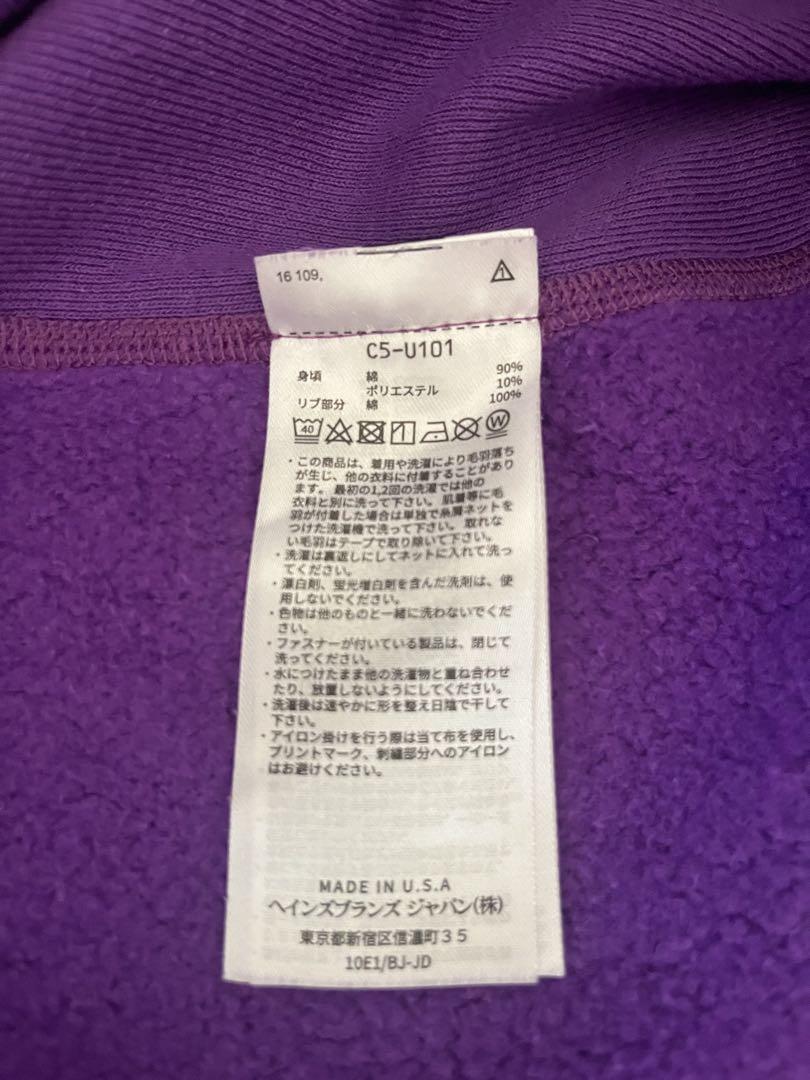 16 109.
1
C5-U101
身頃 綿 90%
ポリエステル 10%
リブ部分 綿 100%
40 W
・この商品は、着用や洗濯により毛羽落ち
が生じ、他の衣料に付着することがあり
ます。最初の1,2回の洗濯では他の
衣料と別に洗って下さい。肌着等に毛
羽が付着した場合は単独で糸屑ネットを
つけた洗濯機で洗って下さい。取れな
い毛羽はテープで取り除いて下さい。
・洗濯は裏返しにしてネットに入れて洗っ
てください。
・漂白剤、蛍光増白剤を含んだ洗剤は、使
用しないでください。
・色物は他のものと一緒に洗わないでくだ
さい。
・ファスナーが付いている製品は、閉じて
洗ってください。
・水につけたまま他の洗濯物と重ね合わせ
たり、放置しないようにしてください。
・洗濯後は速やかに形を整え日陰で干して
下さい。
・アイロン掛けを行う際は当て布を使用し、
プリントマーク、刺繍部分へのアイロン
はお避けください。
MADE IN U.S.A
ヘインズブランズ ジャパン(株)
東京都新宿区信濃町35
10E1/BJ-JD